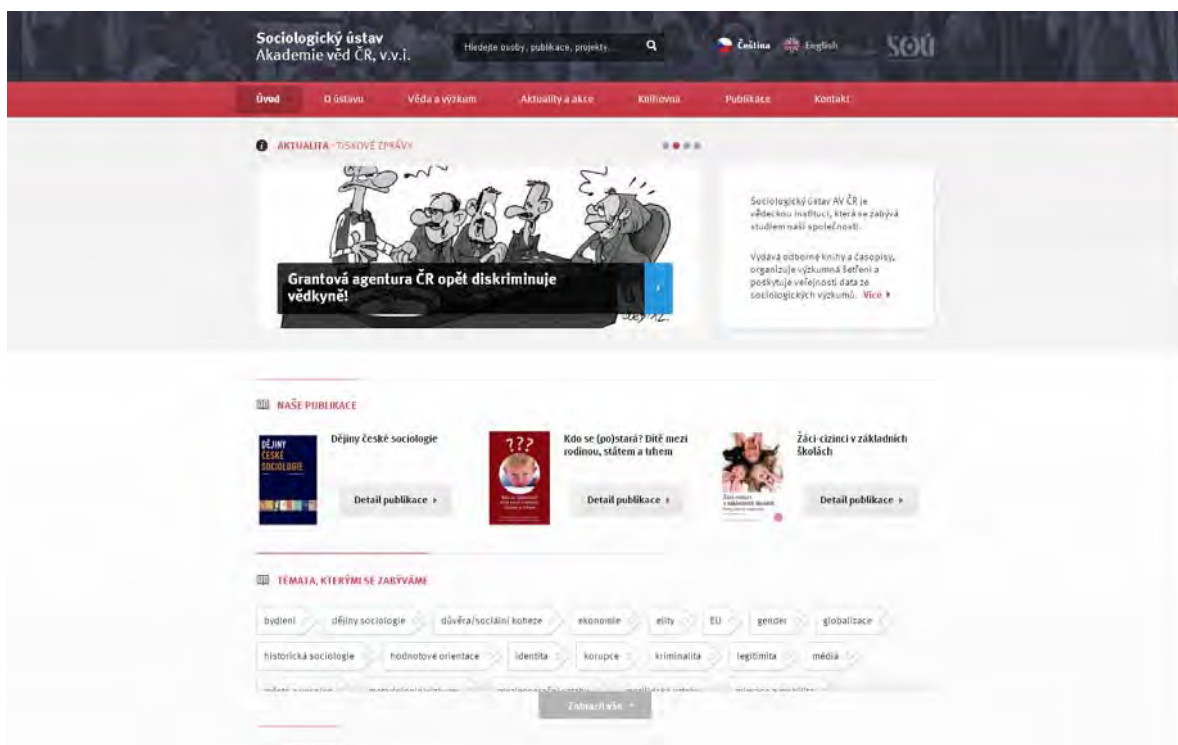 Sociologický ústav
Akademie věd ČR, v.v.i.
Hledejte osoby, publikace, projekty...
Čeština
English
SOÚ
Úvod
O ústavu
Věda a výzkum
Aktuality a akce
Knihovna
Publikace
Kontakt
AKTUALITA - TISKOVÉ ZPRÁVY
Grantová agentura ČR opět diskriminuje
vědkyně!
Sociologický ústav AV ČR je
vědeckou institucí, která se zabývá
studiem naší společnosti.
Vydává odborné knihy a časopisy,
organizuje výzkumná šetření a
poskytuje veřejnosti data ze
sociologických výzkumů. Více
NAŠE PUBLIKACE
DĚJINY
ČESKÉ
SOCIOLOGIE
Dějiny české sociologie
Detail publikace
???
Kdo se (po)stará? Dítě mezi
rodinou, státem a trhem
Detail publikace
Žáci-cizinci v základních
školách
Detail publikace
TÉMATA, KTERÝMI SE ZABÝVÁME
bydlení
dějiny sociologie
důvěra/sociální koheze
ekonomie
elity
EU
gender
globalizace
historická sociologie
hodnotové orientace
identita
korupce
kriminalita
legitimita
média
Zobrazit vše